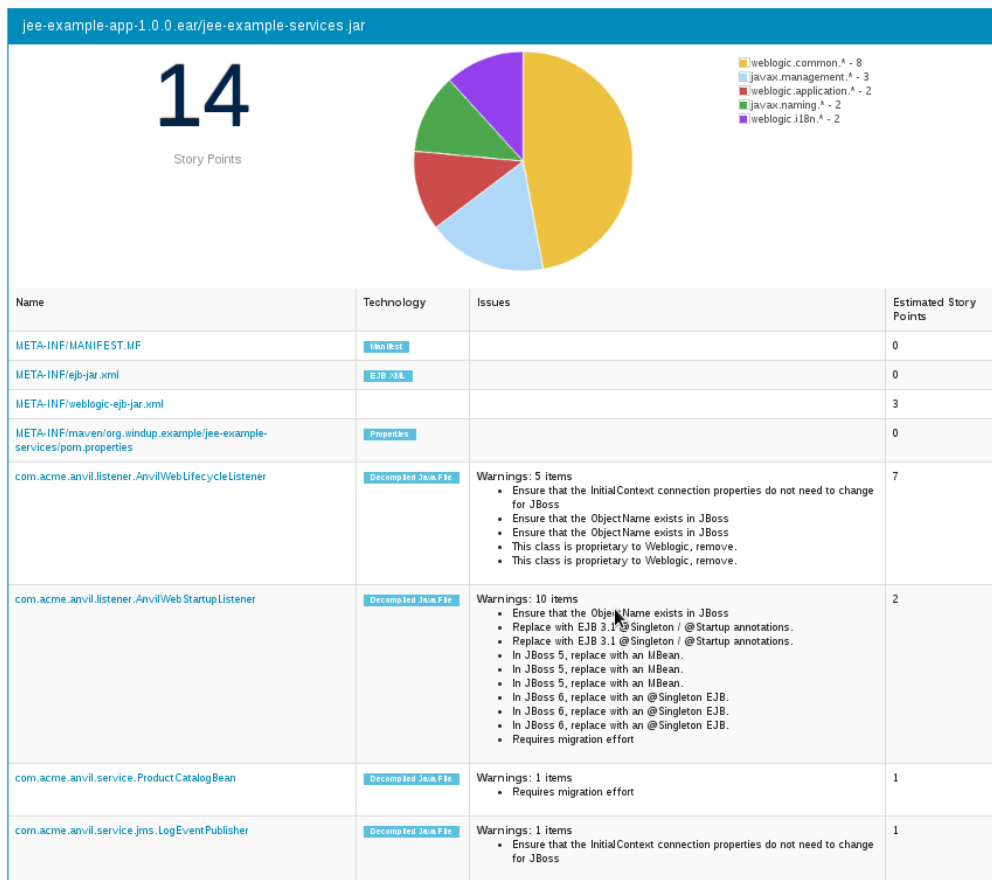 jee-example-app-1.0.0.ear/jee-example-services.jar
14
Story Points
weblogic.common.* - 8
javax.management.* - 3
weblogic.application.* - 2
javax.naming.* - 2
weblogic.i18n.* - 2
Name Technology Issues Estimated Story
Points
META-INF/MANIFEST.MF Manifest 0
META-INF/ejb-jar.xml EJB XML 0
META-INF/weblogic-ejb-jar.xml 3
META-INF/maven/org.windup.example/jee-example- Properties 0
services/pom.properties
com.acme.anvil.listener.AnvilWebLifecycleListener Decompiled Java File Warnings: 5 items 7
• Ensure that the InitialContext connection properties do not need to change
for JBoss
• Ensure that the ObjectName exists in JBoss
• Ensure that the ObjectName exists in JBoss
• This class is proprietary to Weblogic, remove.
• This class is proprietary to Weblogic, remove.
com.acme.anvil.listener.AnvilWebStartupListener Decompiled Java File Warnings: 10 items 2
• Ensure that the ObjectName exists in JBoss
• Replace with EJB 3.1 @Singleton / @Startup annotations.
• Replace with EJB 3.1 @Singleton / @Startup annotations.
• In JBoss 5, replace with an MBean.
• In JBoss 5, replace with an MBean.
• In JBoss 5, replace with an MBean.
• In JBoss 6, replace with an @Singleton EJB.
• In JBoss 6, replace with an @Singleton EJB.
• In JBoss 6, replace with an @Singleton EJB.
• Requires migration effort
com.acme.anvil.service.ProductCatalogBean Decompiled Java File Warnings: 1 items 1
• Requires migration effort
com.acme.anvil.service.jms.LogEventPublisher Decompiled Java File Warnings: 1 items 1
• Ensure that the InitialContext connection properties do not need to change
for JBoss